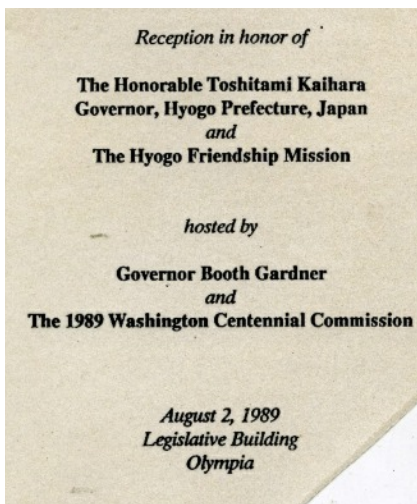 Reception in honor of
The Honorable Toshitami Kaihara
Governor, Hyogo Prefecture, Japan
and
The Hyogo Friendship Mission
hosted by
Governor Booth Gardner
and
The 1989 Washington Centennial Commission
August 2, 1989
Legislative Building
Olympia